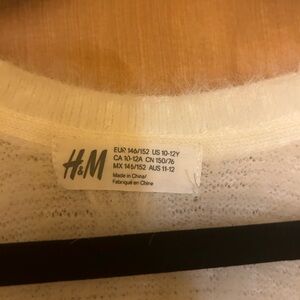 H&M
EUR 146/152 US 10-12Y
CA 10-12A CN 150/76
MX 146/152 AUS 11-12
Made in China/
Fabriqué en Chine